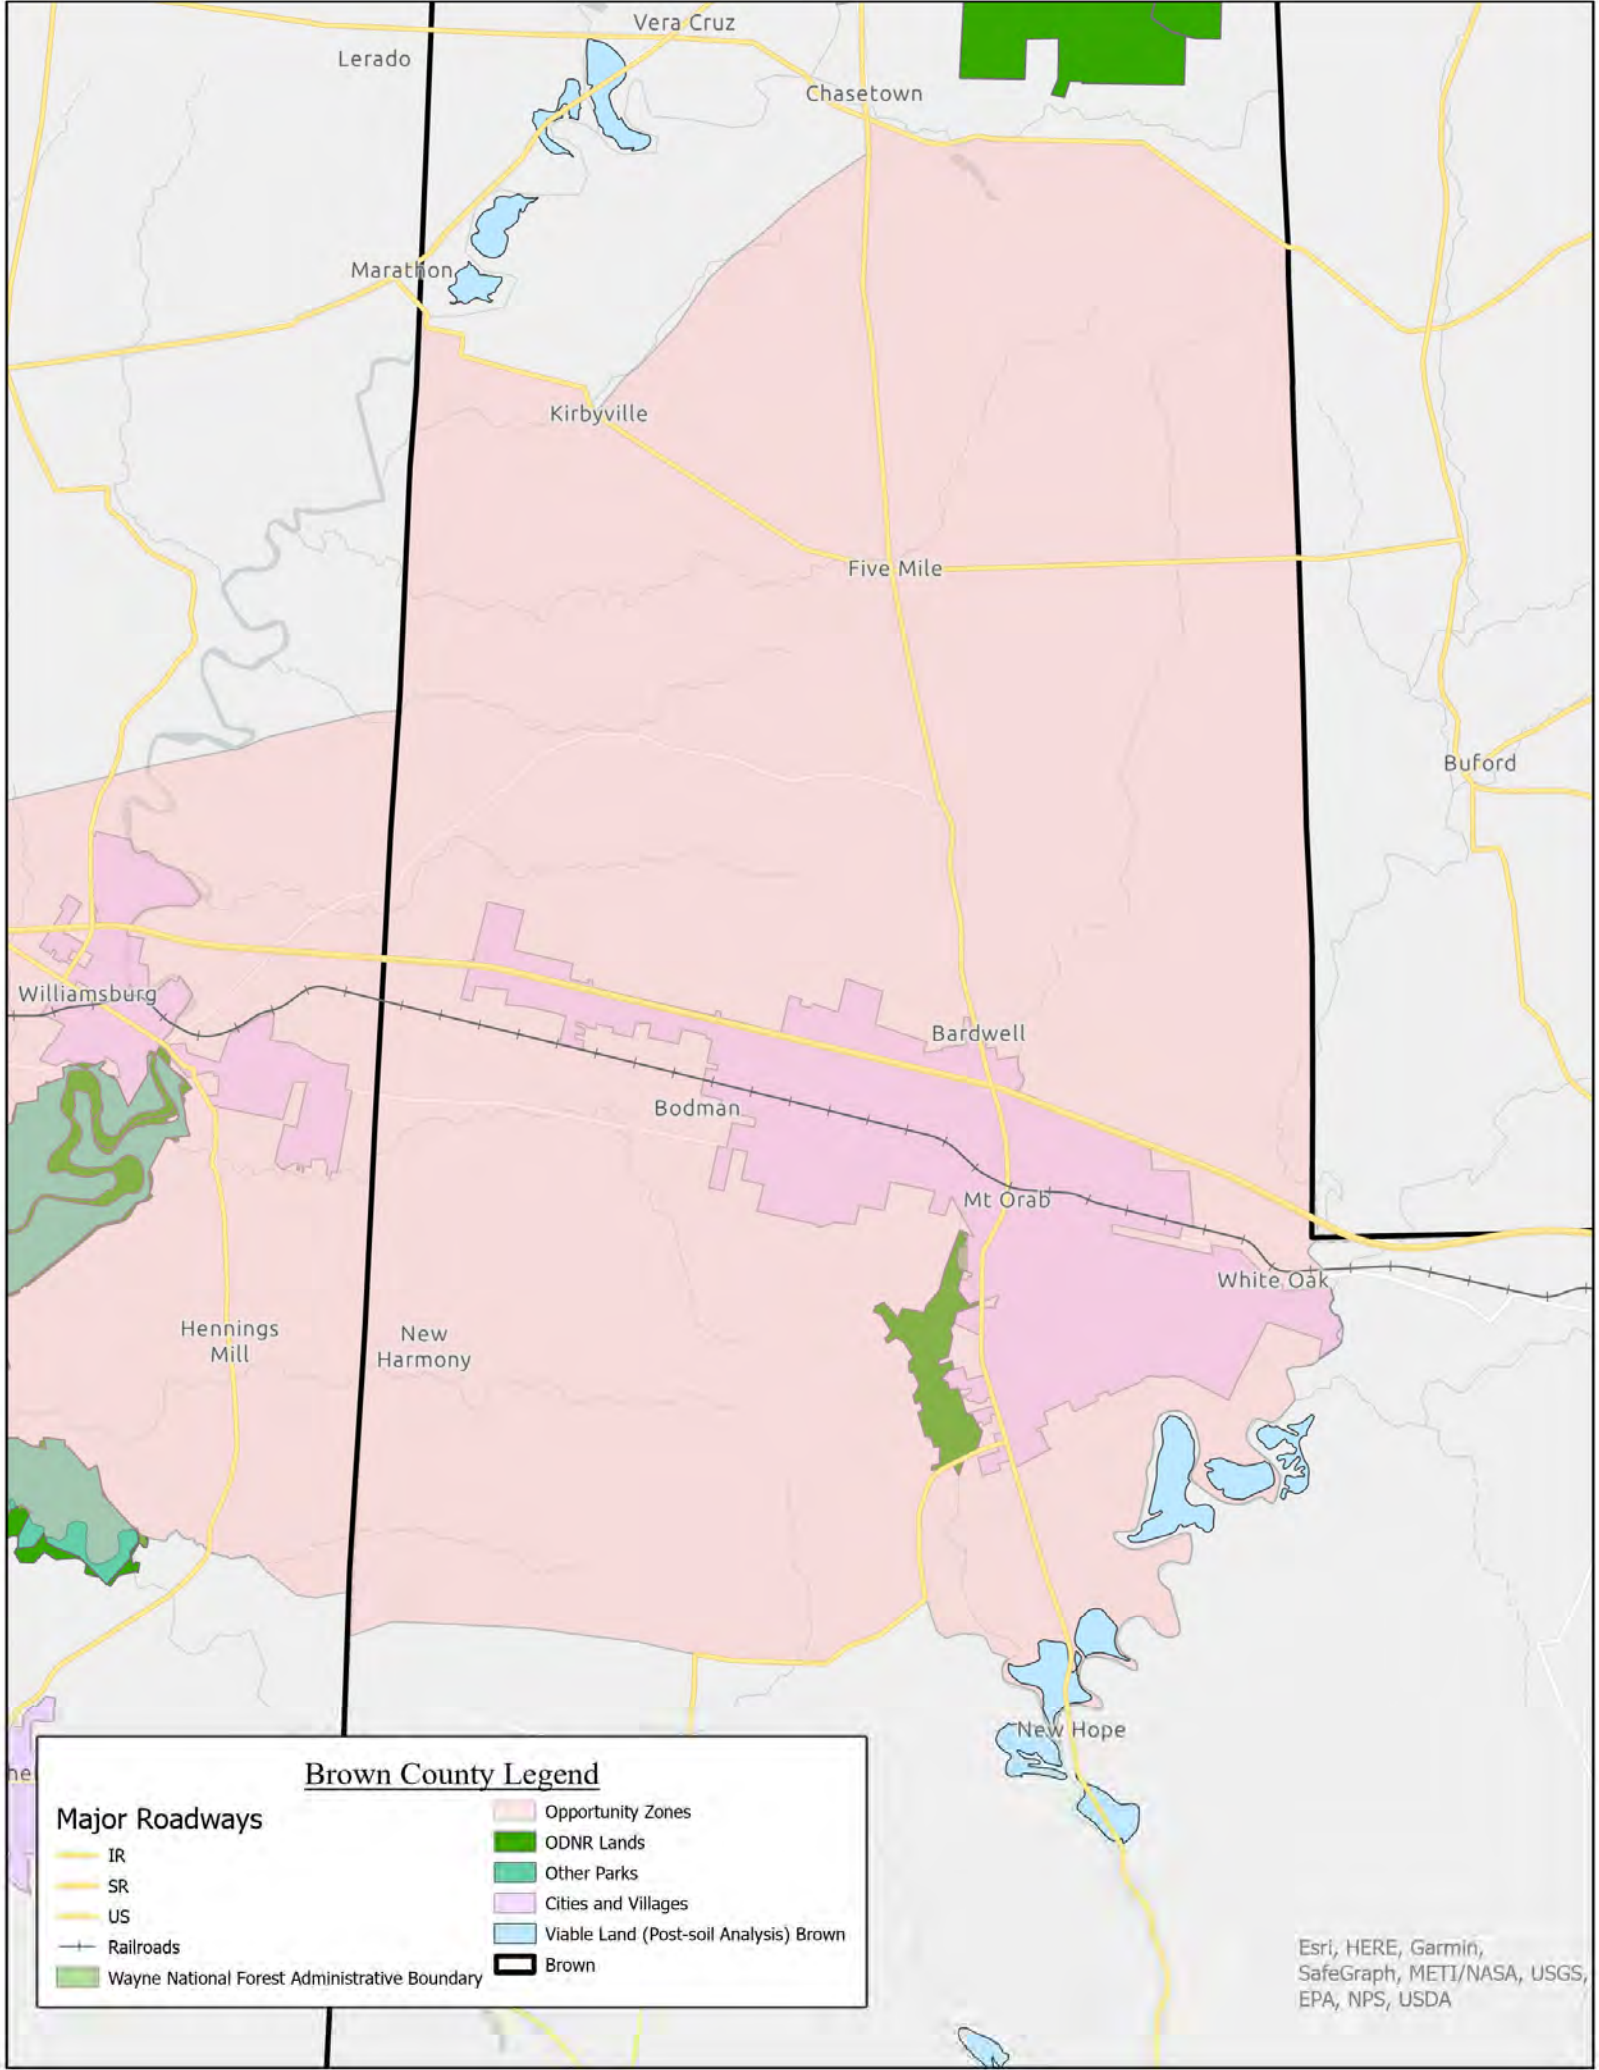 Vera Cruz
Lerado
Chasetown
Marathon
Kirbyville
Five Mile
Buford
Williamsburg
Bardwell
Bodman
Mt Orab
White Oak
Hennings
Mill
New
Harmony
New Hope
he
Brown County Legend
Major Roadways
IR
SR
US
Railroads
Wayne National Forest Administrative Boundary
Opportunity Zones
ODNR Lands
Other Parks
Cities and Villages
Viable Land (Post-soil Analysis) Brown
Brown
Esri, HERE, Garmin,
SafeGraph, METI/NASA, USGS,
EPA, NPS, USDA